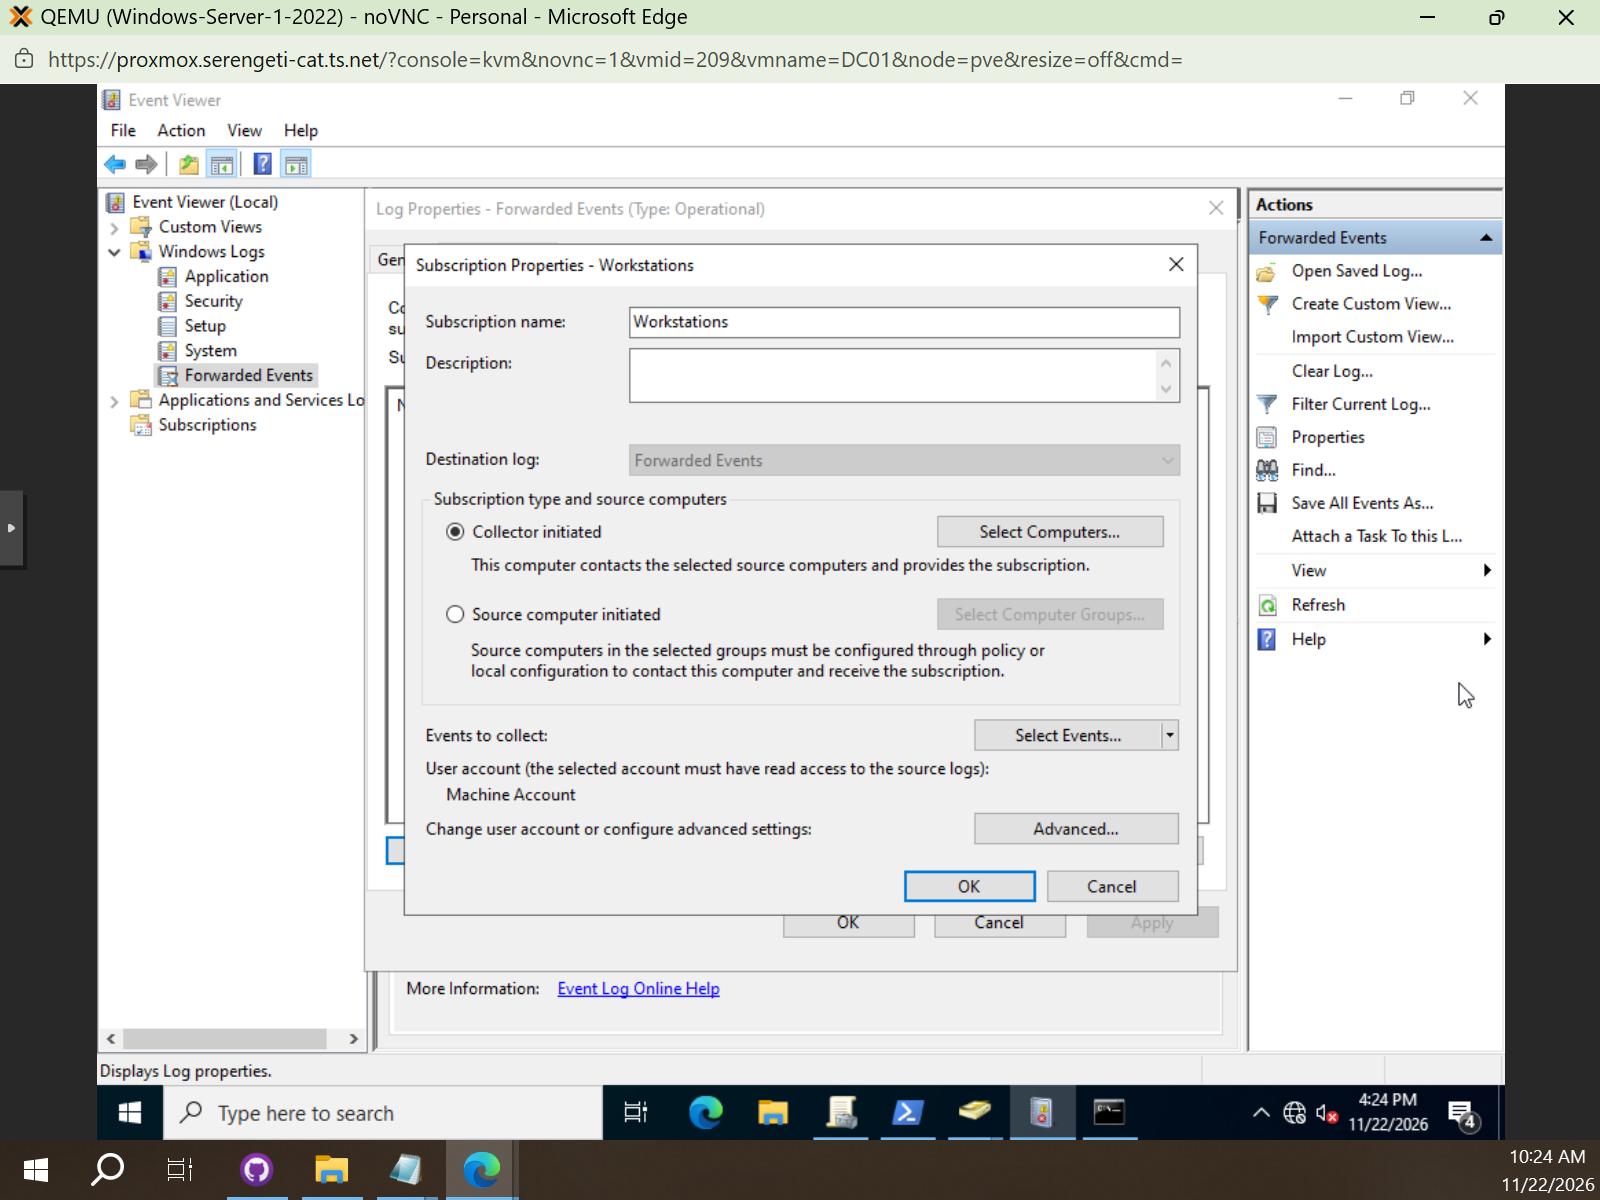 QEMU (Windows-Server-1-2022) - noVNC - Personal - Microsoft Edge
https://proxmox.serengeti-cat.ts.net/?console=kvm&novnc=1&vmid=209&vmname=DC01&node=pve&resize=off&cmd=
Event Viewer
File Action View Help
Event Viewer (Local)
Custom Views
Windows Logs
Application
Security
Setup
System
Forwarded Events
Applications and Services Lo
Subscriptions
Log Properties - Forwarded Events (Type: Operational)
Gen
Subscription Properties - Workstations
Subscription name: Workstations
Description:
Destination log: Forwarded Events
Subscription type and source computers
Collector initiated Select Computers...
This computer contacts the selected source computers and provides the subscription.
Source computer initiated Select Computer Groups...
Source computers in the selected groups must be configured through policy or
local configuration to contact this computer and receive the subscription.
Events to collect: Select Events...
User account (the selected account must have read access to the source logs):
Machine Account
Change user account or configure advanced settings: Advanced...
OK Cancel
OK Cancel Apply
More Information: Event Log Online Help
Actions
Forwarded Events
Open Saved Log...
Create Custom View...
Import Custom View...
Clear Log...
Filter Current Log...
Properties
Find...
Save All Events As...
Attach a Task To this L...
View
Refresh
Help
Displays Log properties.
Type here to search
4:24 PM
11/22/2026
4
10:24 AM
11/22/2026